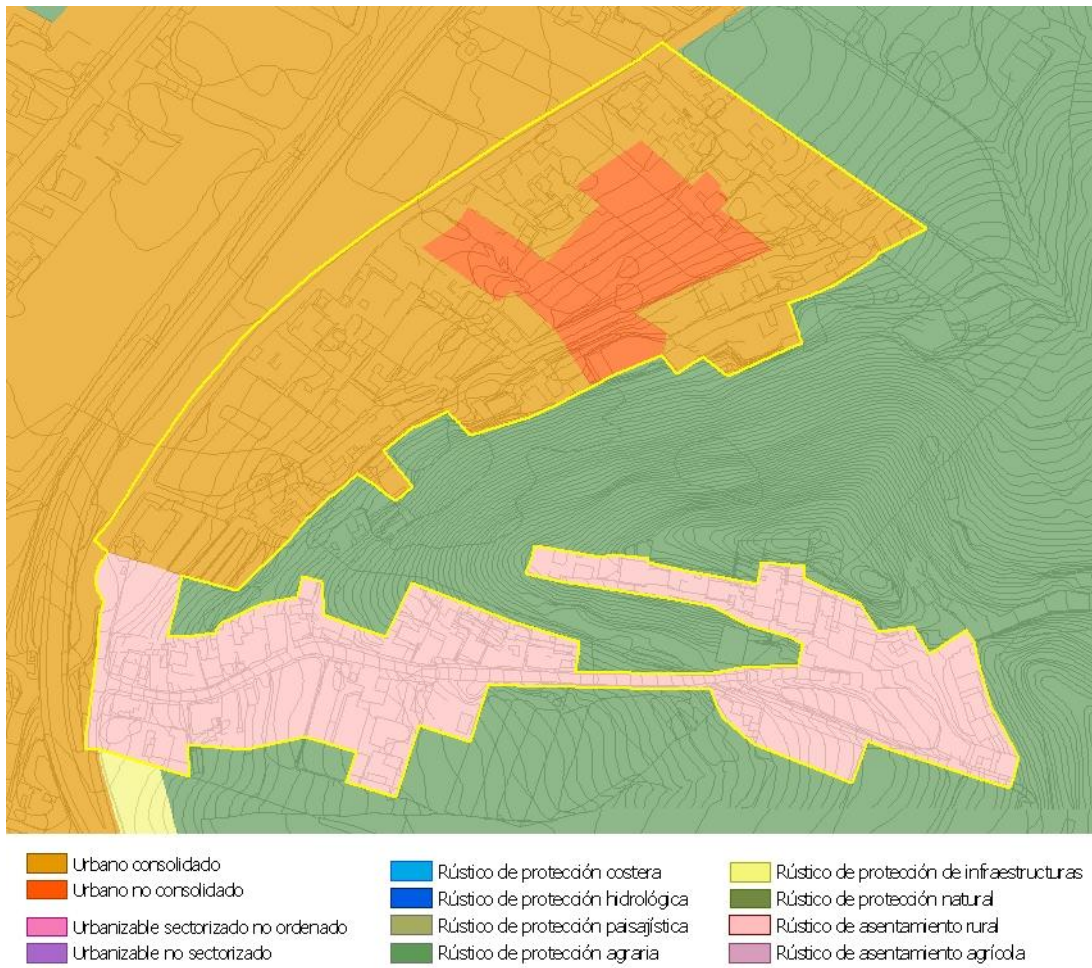 Urbano consolidado
Urbano no consolidado
Urbanizable sectorizado no ordenado
Urbanizable no sectorizado
Rústico de protección costera
Rústico de protección hidrológica
Rústico de protección paisajística
Rústico de protección agraria
Rústico de protección de infraestructuras
Rústico de protección natural
Rústico de asentamiento rural
Rústico de asentamiento agrícola